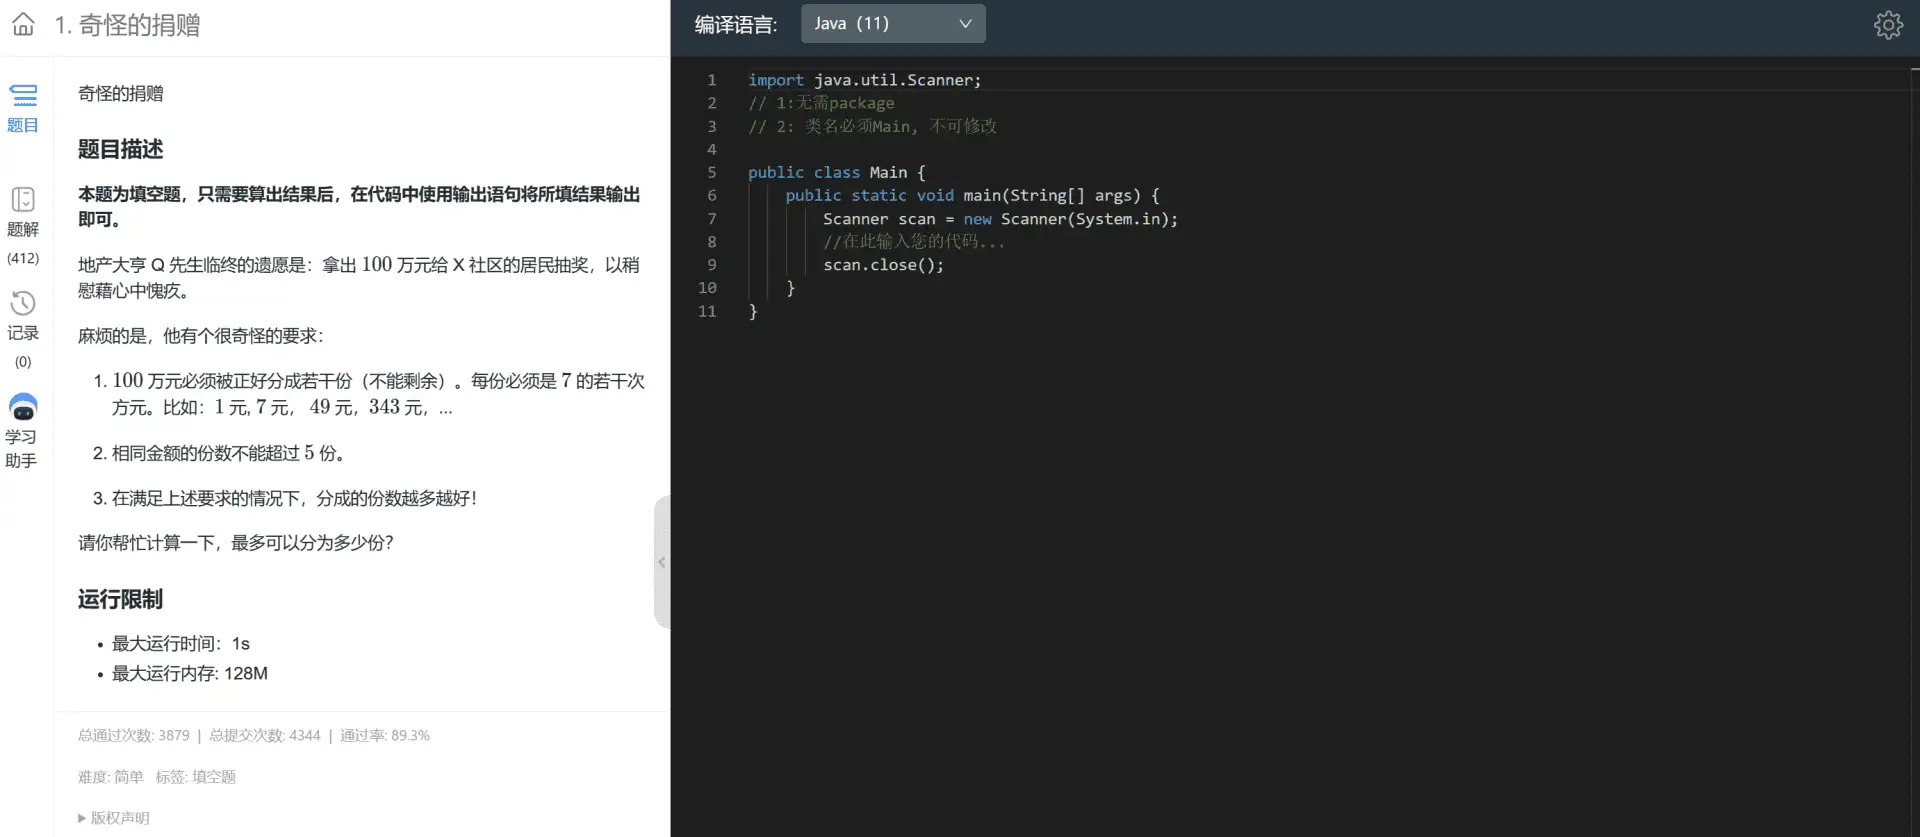 1. 奇怪的捐赠
题目
题解
(412)
记录
(0)
学习
助手
奇怪的捐赠
题目描述
本题为填空题，只需要算出结果后，在代码中使用输出语句将所填结果输出
即可。
地产大亨 Q 先生临终的遗愿是：拿出 100 万元给 X 社区的居民抽奖，以稍
慰藉心中愧疚。
麻烦的是，他有个很奇怪的要求：
1. 100 万元必须被正好分成若干份（不能剩余）。每份必须是 7 的若干次
方元。比如：1 元, 7 元， 49 元，343 元，...
2. 相同金额的份数不能超过 5 份。
3. 在满足上述要求的情况下，分成的份数越多越好！
请你帮忙计算一下，最多可以分为多少份？
运行限制
• 最大运行时间：1s
• 最大运行内存: 128M
总通过次数: 3879 | 总提交次数: 4344 | 通过率: 89.3%
难度: 简单 标签: 填空题
▶ 版权声明
编译语言: Java (11)
1 import java.util.Scanner;
2 // 1:无需package
3 // 2: 类名必须Main, 不可修改
4
5 public class Main {
6 public static void main(String[] args) {
7 Scanner scan = new Scanner(System.in);
8 //在此输入您的代码...
9 scan.close();
10 }
11 }